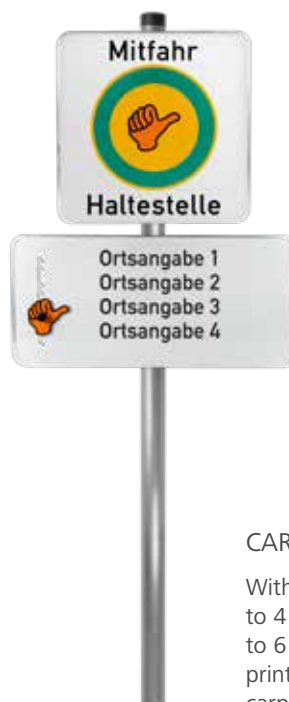 Mitfahr
Haltestelle
Ortsangabe 1
Ortsangabe 2
Ortsangabe 3
Ortsangabe 4
CAR
With
to 4
to 6
print